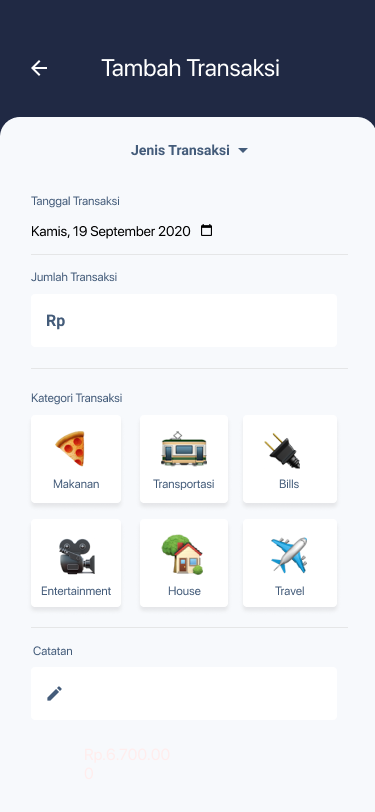 Tambah Transaksi
Jenis Transaksi
Tanggal Transaksi
Kamis, 19 September 2020
Jumlah Transaksi
Rp
Kategori Transaksi
Makanan Transportasi Bills
Entertainment House Travel
Catatan
Rp.6.700.00
0